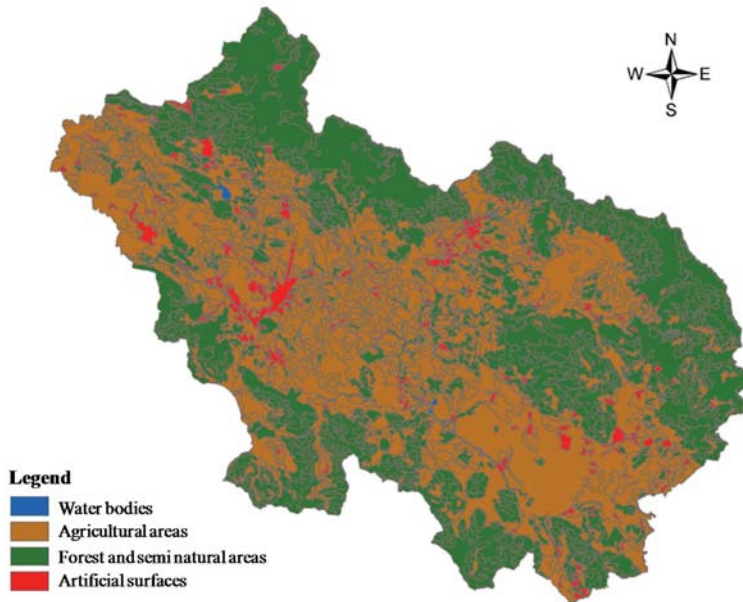 N
W E
S
Legend
Water bodies
Agricultural areas
Forest and semi natural areas
Artificial surfaces